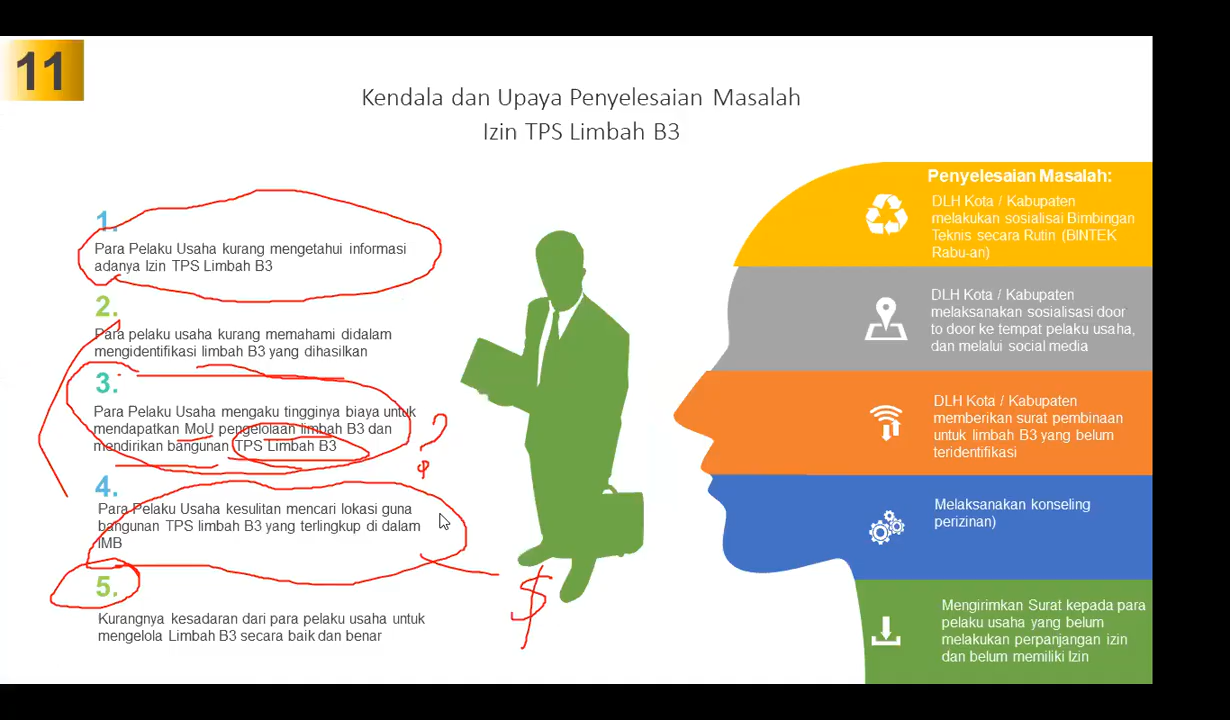 11
Kendala dan Upaya Penyelesaian Masalah
Izin TPS Limbah B3
1.
Para Pelaku Usaha kurang mengetahui informasi
adanya Izin TPS Limbah B3
2.
Para pelaku usaha kurang memahami didalam
mengidentifikasi limbah B3 yang dihasilkan
3.
Para Pelaku Usaha mengaku tingginya biaya untuk
mendapatkan MoU pengelolaan limbah B3 dan
mendirikan bangunan TPS Limbah B3
?
4.
Para Pelaku Usaha kesulitan mencari lokasi guna
bangunan TPS limbah B3 yang terlingkup di dalam
IMB
5.
Kurangnya kesadaran dari para pelaku usaha untuk
mengelola Limbah B3 secara baik dan benar
$
Penyelesaian Masalah:
DLH Kota / Kabupaten
melakukan sosialisai Bimbingan
Teknis secara Rutin (BINTEK
Rabu-an)
DLH Kota / Kabupaten
melaksanakan sosialisasi door
to door ke tempat pelaku usaha,
dan melalui social media
DLH Kota / Kabupaten
memberikan surat pembinaan
untuk limbah B3 yang belum
teridentifikasi
Melaksanakan konseling
perizinan)
Mengirimkan Surat kepada para
pelaku usaha yang belum
melakukan perpanjangan izin
dan belum memiliki Izin